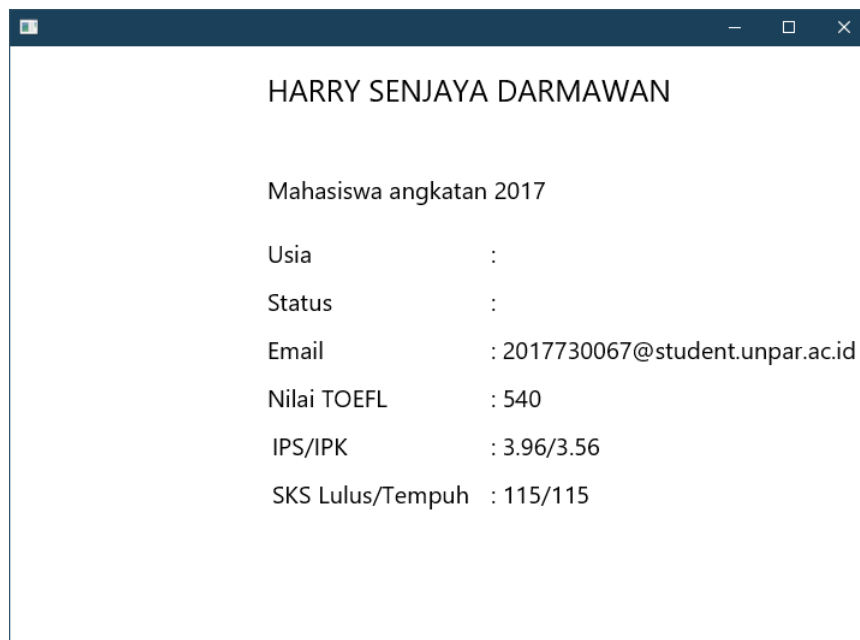 HARRY SENJAYA DARMAWAN
Mahasiswa angkatan 2017
Usia :
Status :
Email : 2017730067@student.unpar.ac.id
Nilai TOEFL : 540
IPS/IPK : 3.96/3.56
SKS Lulus/Tempuh : 115/115